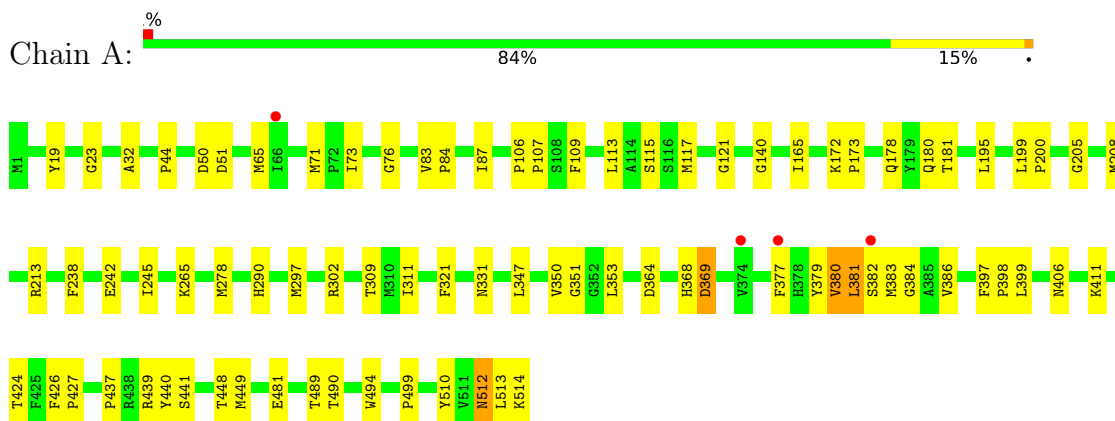 %
Chain A:
84% 15% •
M1 Y19 G23 A32 P44 D50 D51 M65 I66 M71 P72 I73 G76 V83 P84 I87 P106 P107 S108 F109 L113 A114 S115 S116 M117 G121 G140 I165 K172 P173 Q178 Y179 Q180 T181 L195 L199 P200 G205
R213 F238 E242 I245 K265 M278 H290 M297 R302 T309 M310 I311 F321 N331 L347 V350 G351 G352 L353 D364 H368 D369 V374 F377 H378 Y379 V380 L381 S382 M383 G384 A385 V386 F397 P398 L399 N406 K411
T424 F425 F426 P427 P437 R438 R439 Y440 S441 T448 M449 E481 T489 T490 W494 P499 Y510 V511 N512 L513 K514